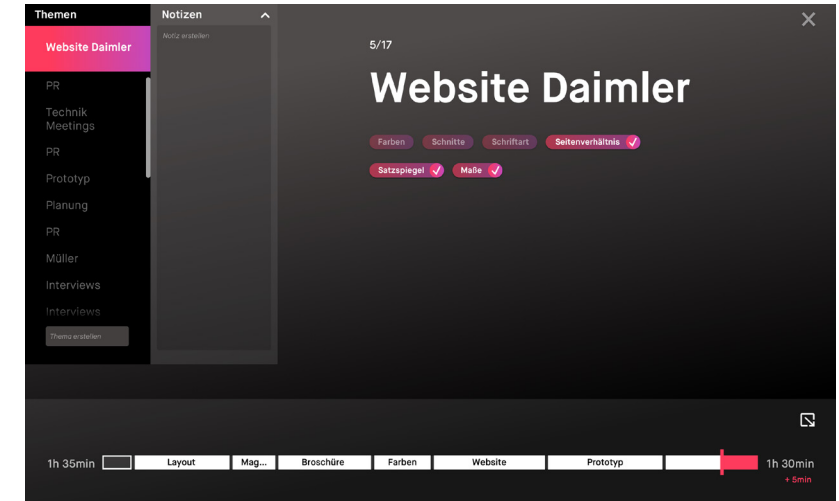 Themen
Website Daimler
PR
Technik
Meetings
PR
Prototyp
Planung
PR
Müller
Interviews
Interviews
Thema erstellen
Notizen
Notiz erstellen
5/17
Website Daimler
Farben Schnitte Schriftart Seitenverhältnis
Satzspiegel Maße
1h 35min Layout Mag... Broschüre Farben Website Prototyp 1h 30min
+ 5min